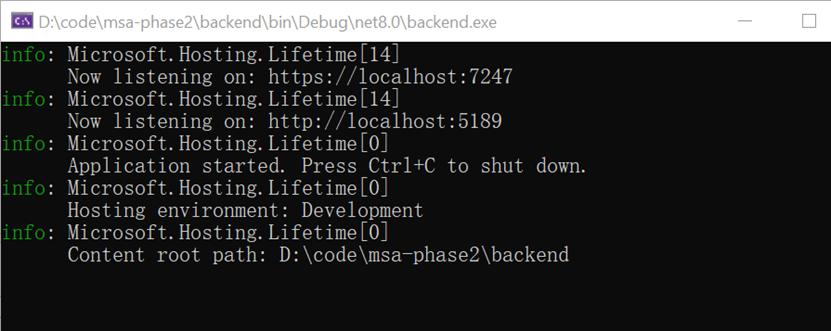 D:\code\msa-phase2\backend\bin\Debug\net8.0\backend.exe
info: Microsoft.Hosting.Lifetime[14]
Now listening on: https://localhost:7247
info: Microsoft.Hosting.Lifetime[14]
Now listening on: http://localhost:5189
info: Microsoft.Hosting.Lifetime[0]
Application started. Press Ctrl+C to shut down.
info: Microsoft.Hosting.Lifetime[0]
Hosting environment: Development
info: Microsoft.Hosting.Lifetime[0]
Content root path: D:\code\msa-phase2\backend